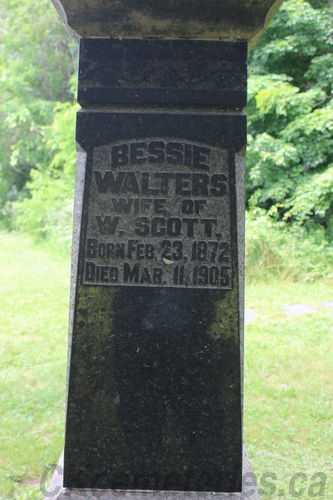 BESSIE
WALTERS
WIFE OF
W. SCOTT,
BORN FEB. 23, 1872
DIED MAR. 11, 1905